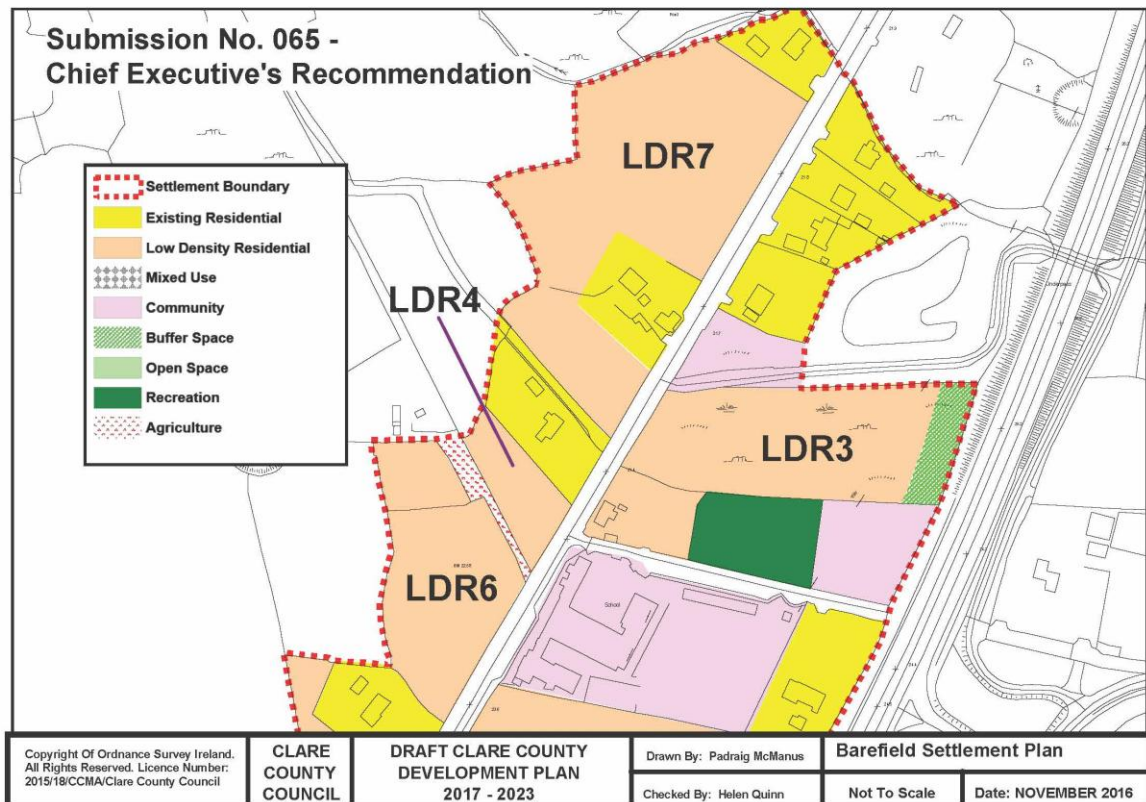 Submission No. 065 -
Chief Executive's Recommendation
LDR7
Settlement Boundary
Existing Residential
Low Density Residential
Mixed Use
Community
Buffer Space
Open Space
Recreation
Agriculture
LDR4
LDR3
LDR6
School
Copyright Of Ordnance Survey Ireland.
All Rights Reserved. Licence Number:
2015/18/CCMA/Clare County Council
CLARE
COUNTY
COUNCIL
DRAFT CLARE COUNTY
DEVELOPMENT PLAN
2017 - 2023
Drawn By: Padraig McManus
Checked By: Helen Quinn
Barefield Settlement Plan
Not To Scale
Date: NOVEMBER 2016